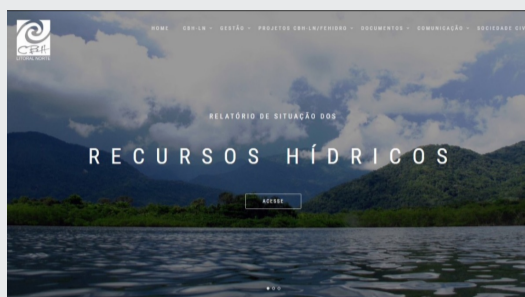 CBH
LITORAL NORTE
HOME CBH-LN GESTÃO PROJETOS CBH-LN/FEHIDRO DOCUMENTOS COMUNICAÇÃO SOCIEDADE CIV
RELATÓRIO DE SITUAÇÃO DOS
RECURSOS HÍDRICOS
ACESSE